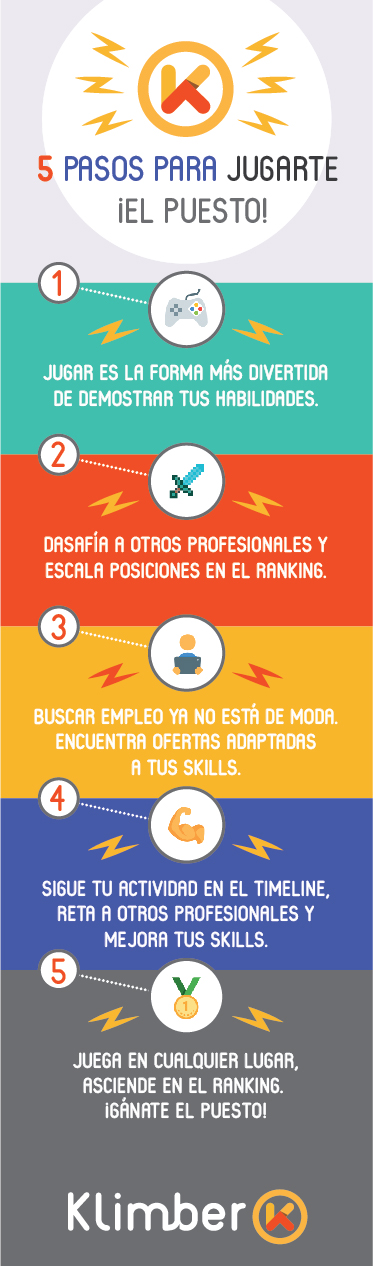 5 PASOS PARA JUGARTE
¡EL PUESTO!
1
JUGAR ES LA FORMA MÁS DIVERTIDA
DE DEMOSTRAR TUS HABILIDADES.
2
DASAFÍA A OTROS PROFESIONALES Y
ESCALA POSICIONES EN EL RANKING.
3
BUSCAR EMPLEO YA NO ESTÁ DE MODA.
ENCUENTRA OFERTAS ADAPTADAS
A TUS SKILLS.
4
SIGUE TU ACTIVIDAD EN EL TIMELINE,
RETA A OTROS PROFESIONALES Y
MEJORA TUS SKILLS.
5
1
JUEGA EN CUALQUIER LUGAR,
ASCIENDE EN EL RANKING.
¡GÁNATE EL PUESTO!
Klimber